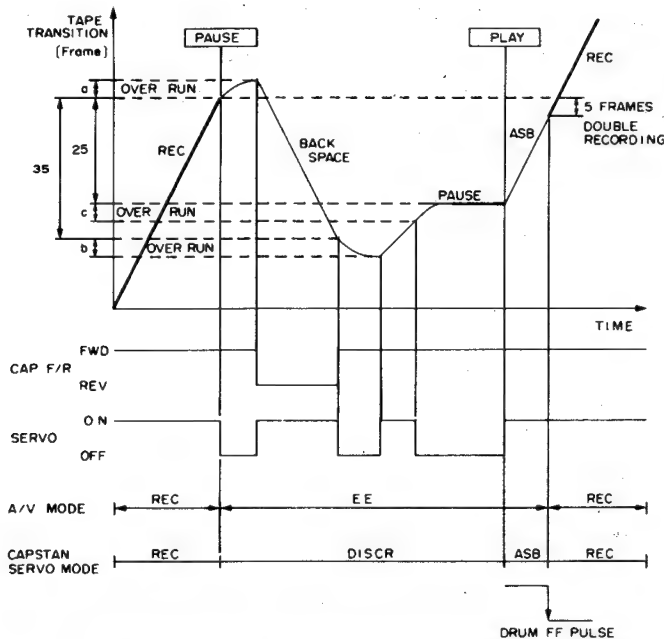 TAPE
TRANSITION
(Frame)
PAUSE
PLAY
REC
a
OVER RUN
5 FRAMES
DOUBLE
RECORDING
ASB
35
25
REC
BACK
SPACE
PAUSE
c
OVER RUN
b
OVER RUN
TIME
CAP F/R
FWD
REV
SERVO
ON
OFF
A/V MODE
REC
EE
REC
CAPSTAN
SERVO MODE
REC
DISCR
ASB
REC
DRUM FF PULSE